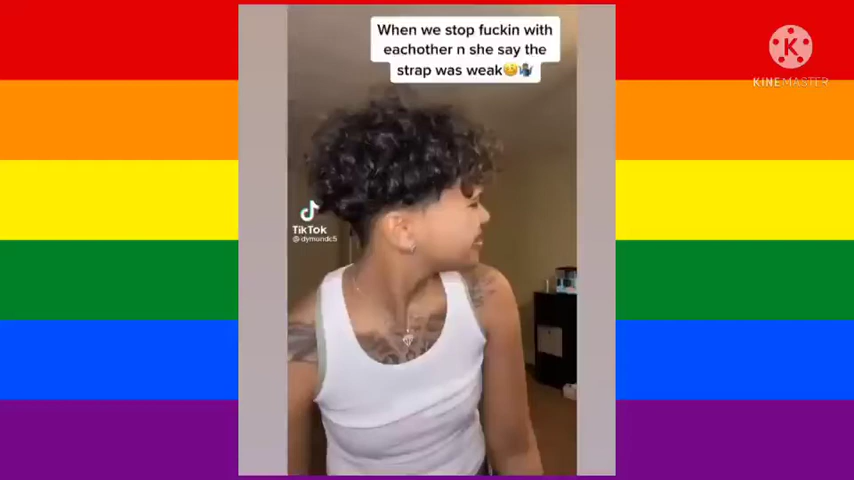 When we stop fuckin with
eachother n she say the
strap was weak🥴🤷🏾‍♂️
K
KINEMASTER
TikTok
@dymundc5